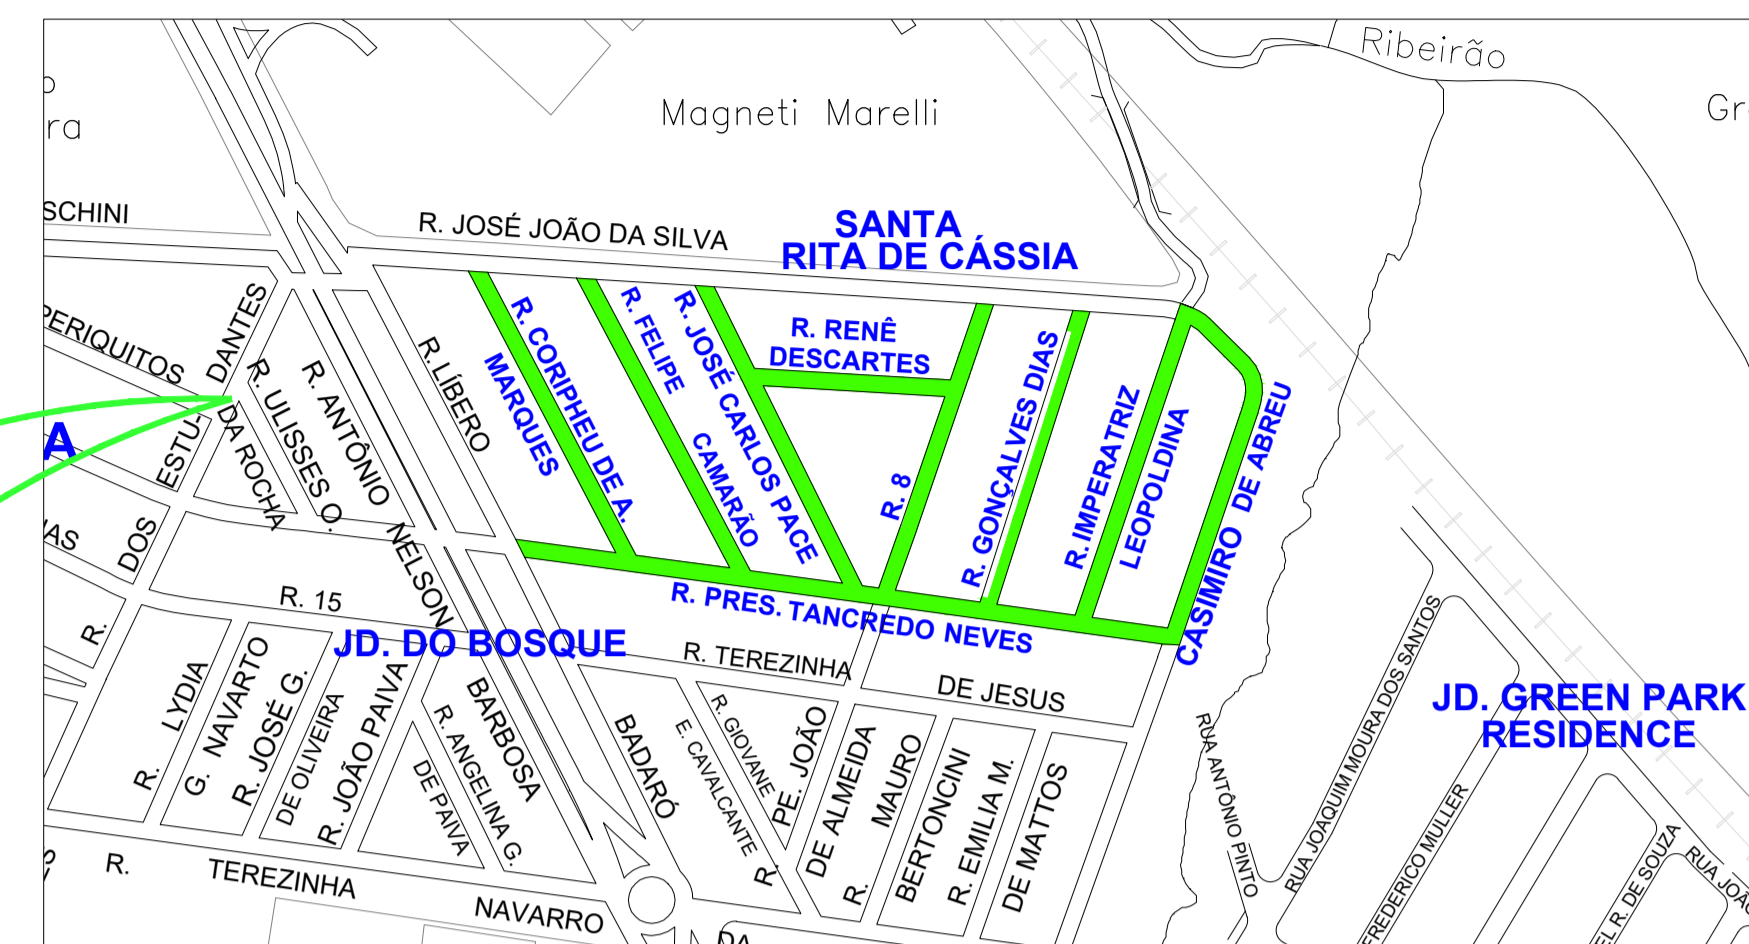 Ribeirão
Magneti Marelli
ra
SCHINI
R. JOSÉ JOÃO DA SILVA
SANTA
RITA DE CÁSSIA
PERIQUITOS
DANTES
ESTU-
DOS
R.
DA ROCHA
R. ULISSES O.
R. ANTÔNIO
NELSON
BARBOSA
R. LÍBERO
BADARÓ
R. CORIPHEU DE A.
MARQUES
R. FELIPE
CAMARÃO
R. JOSÉ CARLOS PACE
R. RENÊ
DESCARTES
R. 8
R. GONÇALVES DIAS
R. IMPERATRIZ
LEOPOLDINA
CASIMIRO DE ABREU
R. PRES. TANCREDO NEVES
A
R. 15
JD. DO BOSQUE
R. TEREZINHA
DE JESUS
R. LYDIA
G. NAVARTO
R. JOSÉ G.
DE OLIVEIRA
R. JOÃO PAIVA
R. ANGELINA G.
DE PAIVA
R. GIOVANE
E. CAVALCANTE
R. PE. JOÃO
DE ALMEIDA
R. MAURO
BERTONCINI
R. EMILIA M.
DE MATTOS
R. TEREZINHA NAVARRO
JD. GREEN PARK
RESIDENCE
RUA ANTÔNIO PINTO
RUA JOAQUIM MOURA DOS SANTOS
FREDERICO MULLER
EL R. DE SOUZA
RUA JOÃO